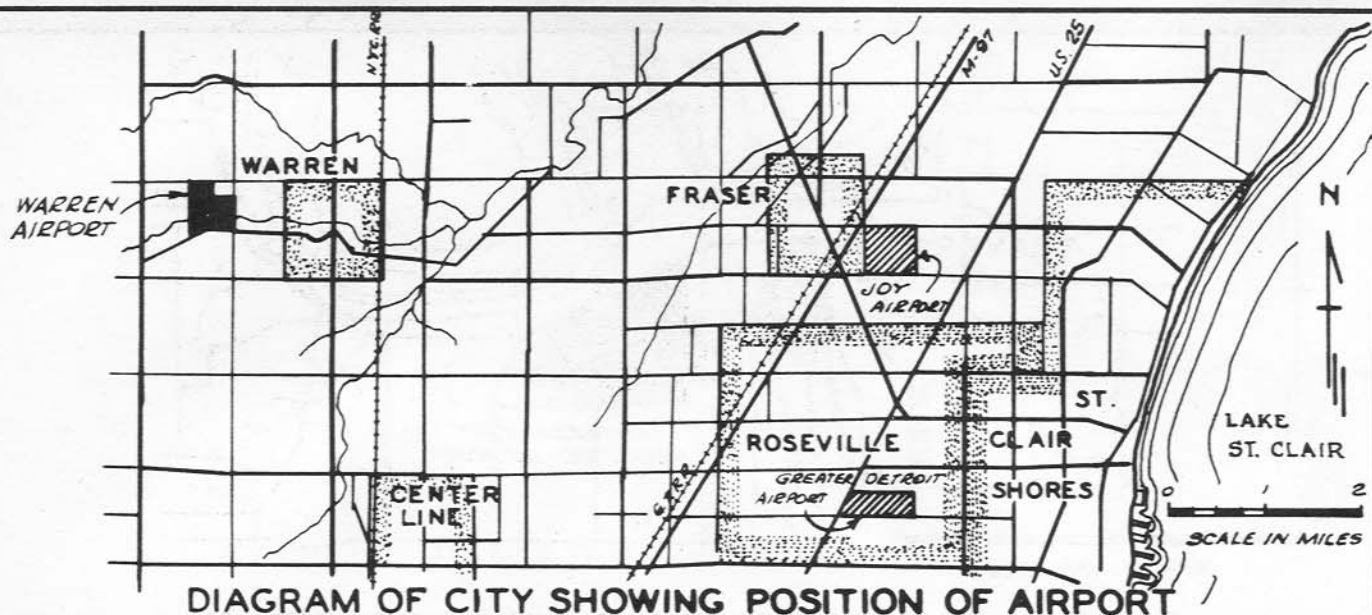 N.Y.C. R.R.
M-97
U.S. 25
WARREN
WARREN
AIRPORT
FRASER
N
JOY
AIRPORT
ST.
CLAIR
SHORES
LAKE
ST. CLAIR
ROSEVILLE
GREATER DETROIT
AIRPORT
G.T.R.R.
CENTER
LINE
0 1 2
SCALE IN MILES
DIAGRAM OF CITY SHOWING POSITION OF AIRPORT